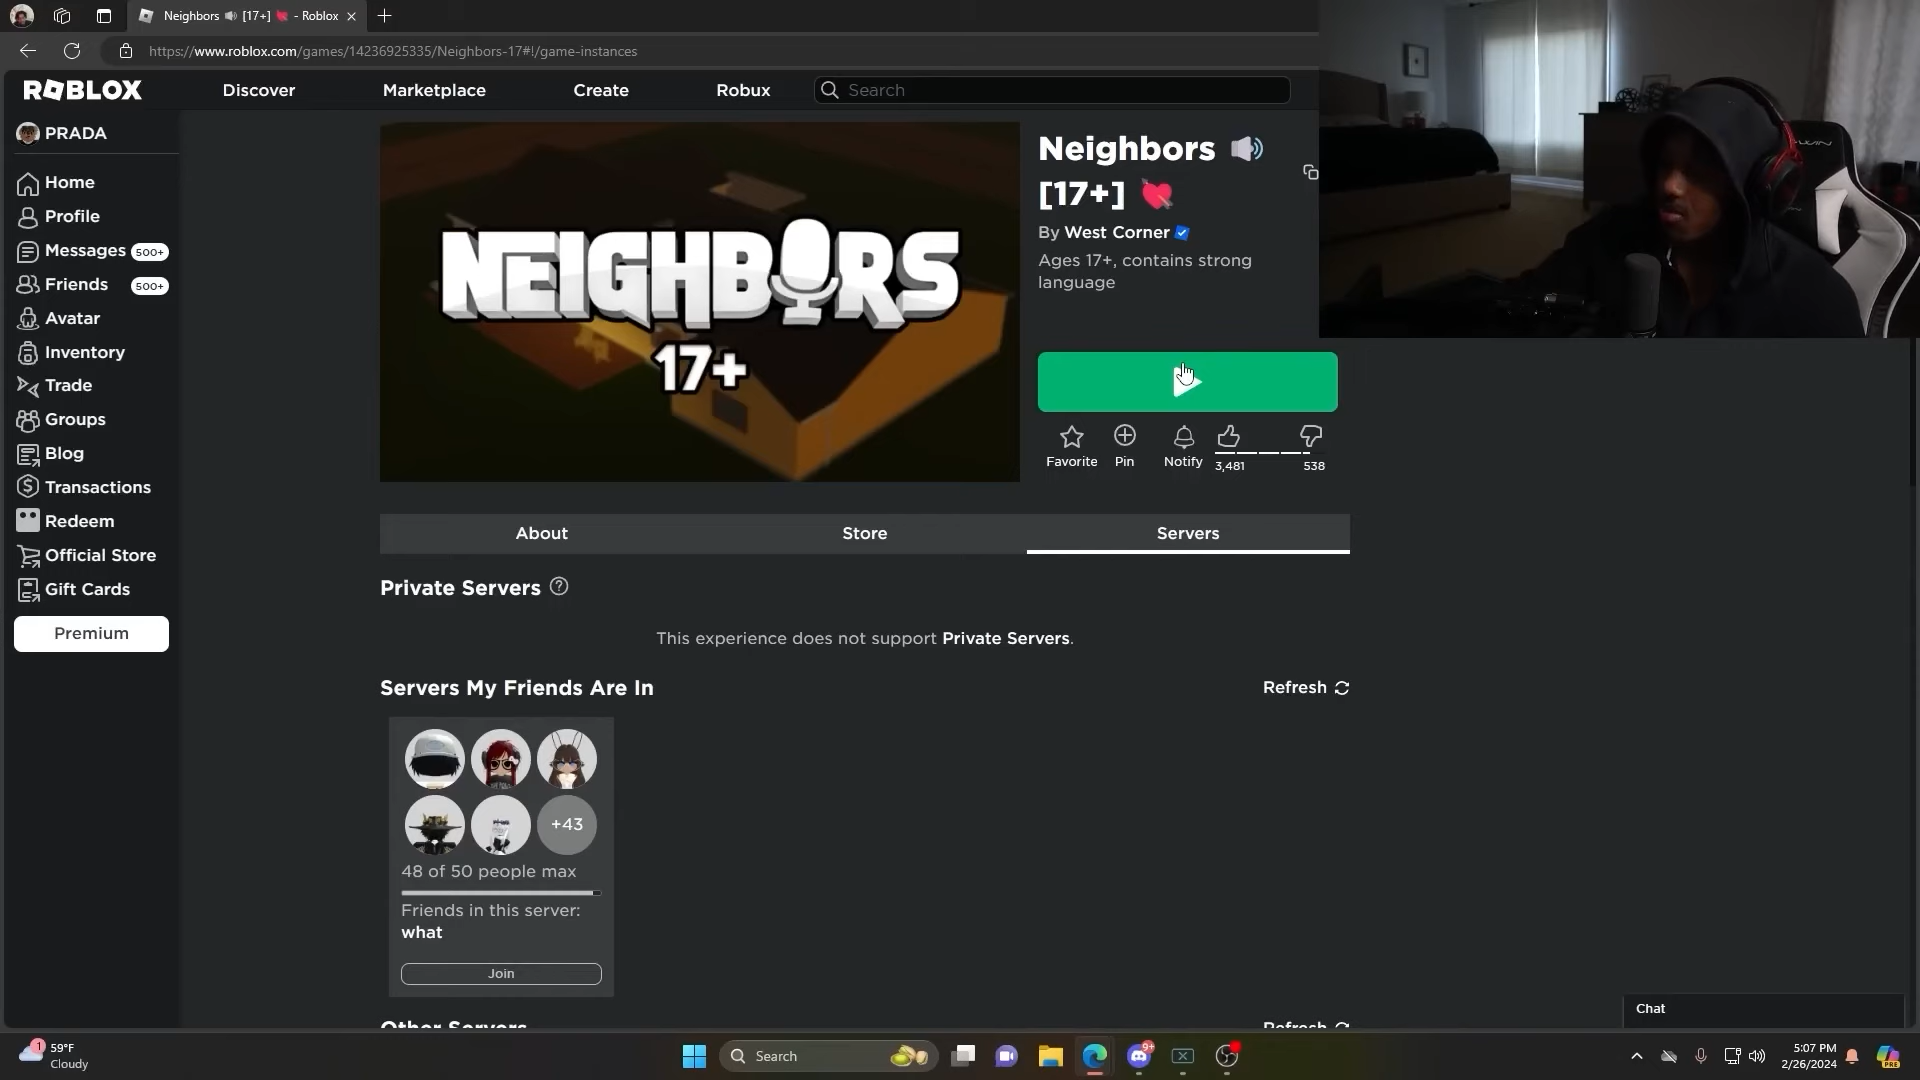 Neighbors 🔊 [17+] 💘 - Roblox
https://www.roblox.com/games/14236925335/Neighbors-17#!/game-instances
ROBLOX
Discover
Marketplace
Create
Robux
Search
PRADA
Home
Profile
Messages 500+
Friends 500+
Avatar
Inventory
Trade
Groups
Blog
Transactions
Redeem
Official Store
Gift Cards
Premium
NEIGHBORS
17+
Neighbors 🔊
[17+] 💘
By West Corner
Ages 17+, contains strong
language
Favorite
Pin
Notify
3,481
538
About
Store
Servers
Private Servers
This experience does not support Private Servers.
Servers My Friends Are In
Refresh
+43
48 of 50 people max
Friends in this server:
what
Join
Other Servers
Refresh
Chat
1
59°F
Cloudy
Search
9+
5:07 PM
2/26/2024
PRE